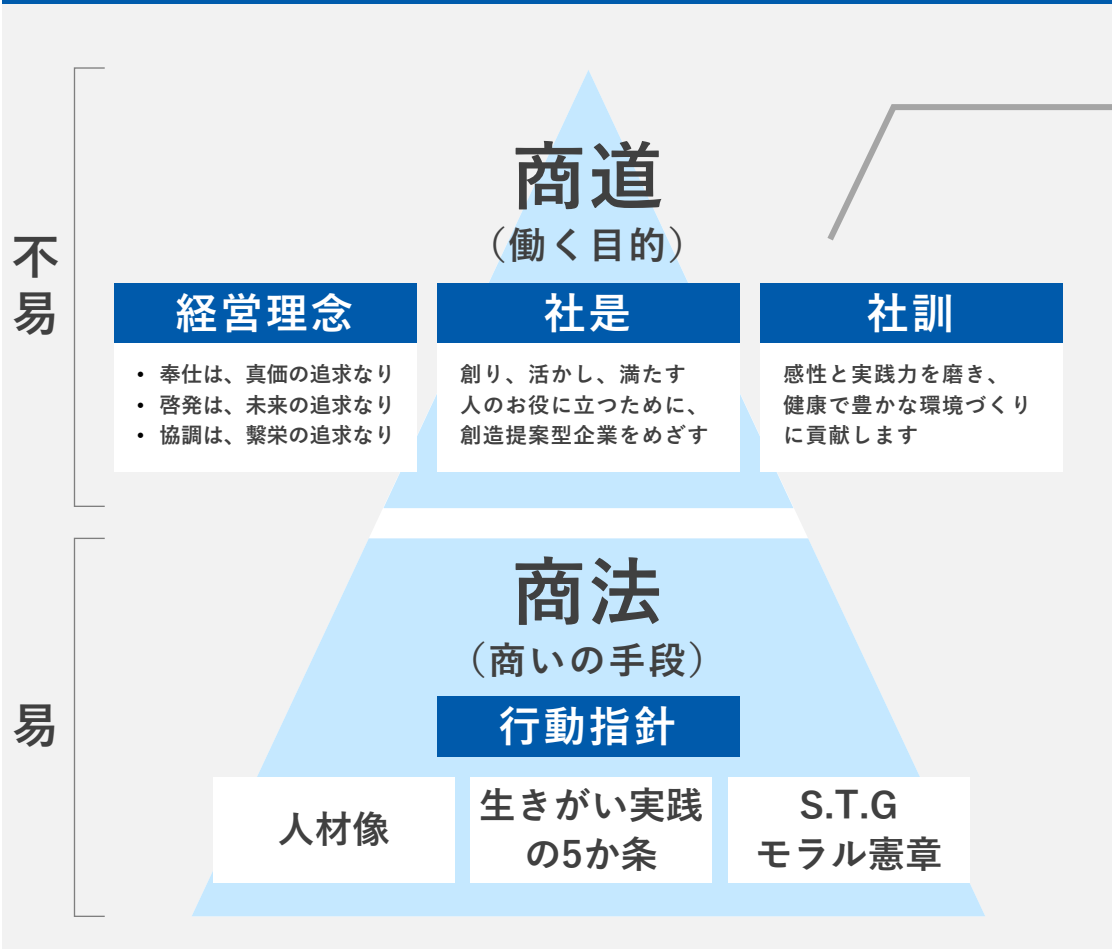 不易
商道
（働く目的）
経営理念
・奉仕は、真価の追求なり
・啓発は、未来の追求なり
・協調は、繫栄の追求なり
社是
創り、活かし、満たす
人のお役に立つために、
創造提案型企業をめざす
社訓
感性と実践力を磨き、
健康で豊かな環境づくり
に貢献します
易
商法
（商いの手段）
行動指針
人材像
生きがい実践
の5か条
S.T.G
モラル憲章